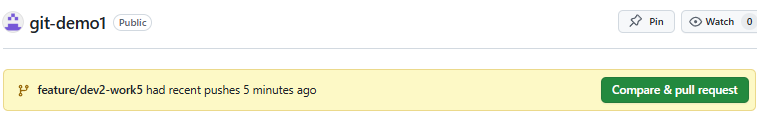 git-demo1 Public Pin Watch 0
feature/dev2-work5 had recent pushes 5 minutes ago Compare & pull request